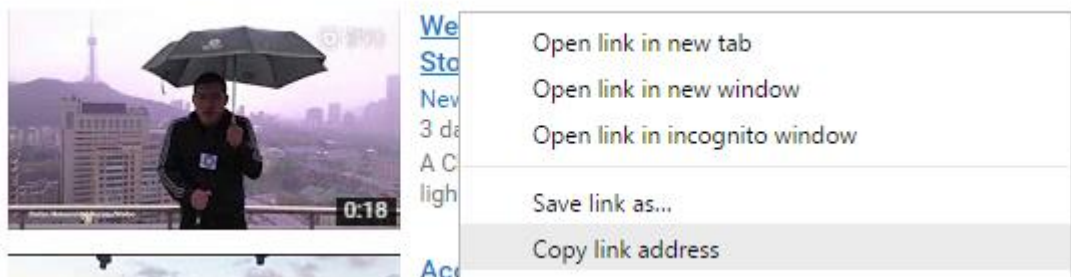 We
Sto
New
3 da
A C
ligh
0:18
Acc
Open link in new tab
Open link in new window
Open link in incognito window
Save link as...
Copy link address